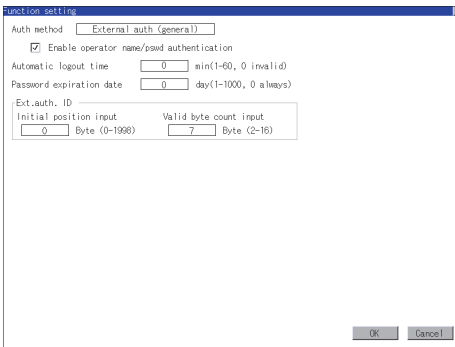 Function setting
Auth method External auth (general)
Enable operator name/pswd authentication
Automatic logout time 0 min(1-60, 0 invalid)
Password expiration date 0 day(1-1000, 0 always)
Ext.auth. ID
Initial position input Valid byte count input
0 Byte (0-1998) 7 Byte (2-16)
OK Cancel